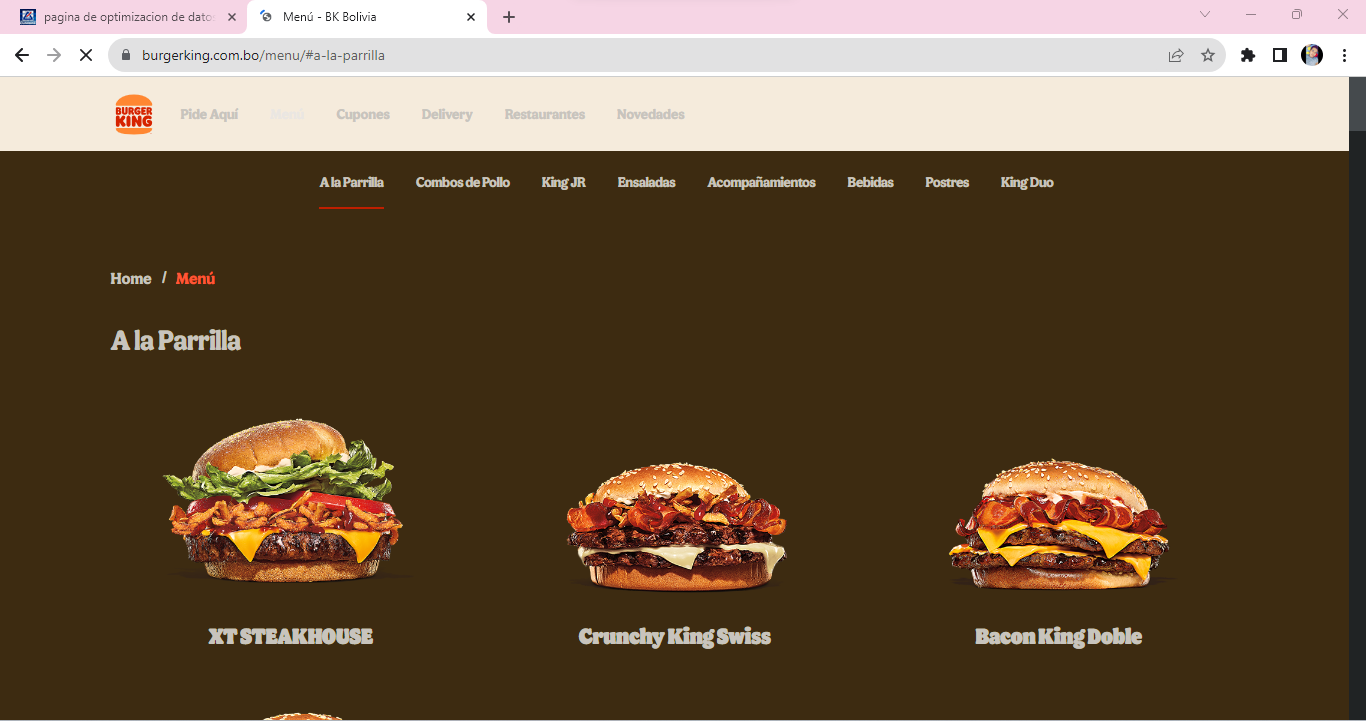 pagina de optimizacion de datos
Menú - BK Bolivia
burgerking.com.bo/menu/#a-la-parrilla
BURGER
KING
Pide Aquí Menú Cupones Delivery Restaurantes Novedades
A la Parrilla Combos de Pollo King JR Ensaladas Acompañamientos Bebidas Postres King Duo
Home / Menú
A la Parrilla
XT STEAKHOUSE Crunchy King Swiss Bacon King Doble